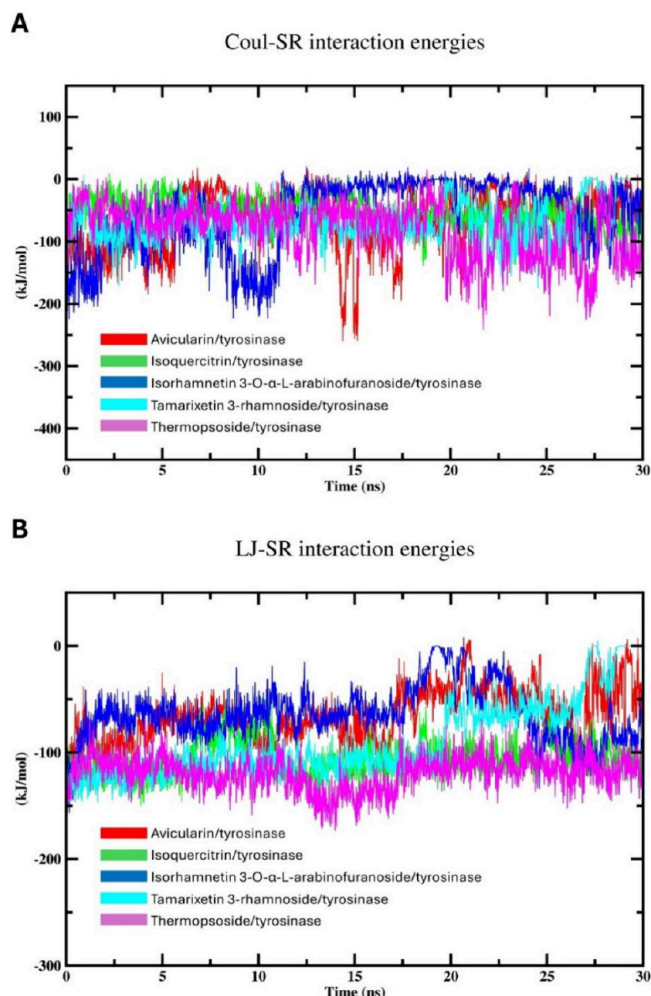 A
Coul-SR interaction energies
100
0
-100
-200
-300
-400
(kJ/mol)
Avicularin/tyrosinase
Isoquercitrin/tyrosinase
Isorhamnetin 3-O-α-L-arabinofuranoside/tyrosinase
Tamarixetin 3-rhamnoside/tyrosinase
Thermopsoside/tyrosinase
0 5 10 15 20 25 30
Time (ns)
B
LJ-SR interaction energies
0
-100
-200
-300
(kJ/mol)
Avicularin/tyrosinase
Isoquercitrin/tyrosinase
Isorhamnetin 3-O-α-L-arabinofuranoside/tyrosinase
Tamarixetin 3-rhamnoside/tyrosinase
Thermopsoside/tyrosinase
0 5 10 15 20 25 30
Time (ns)